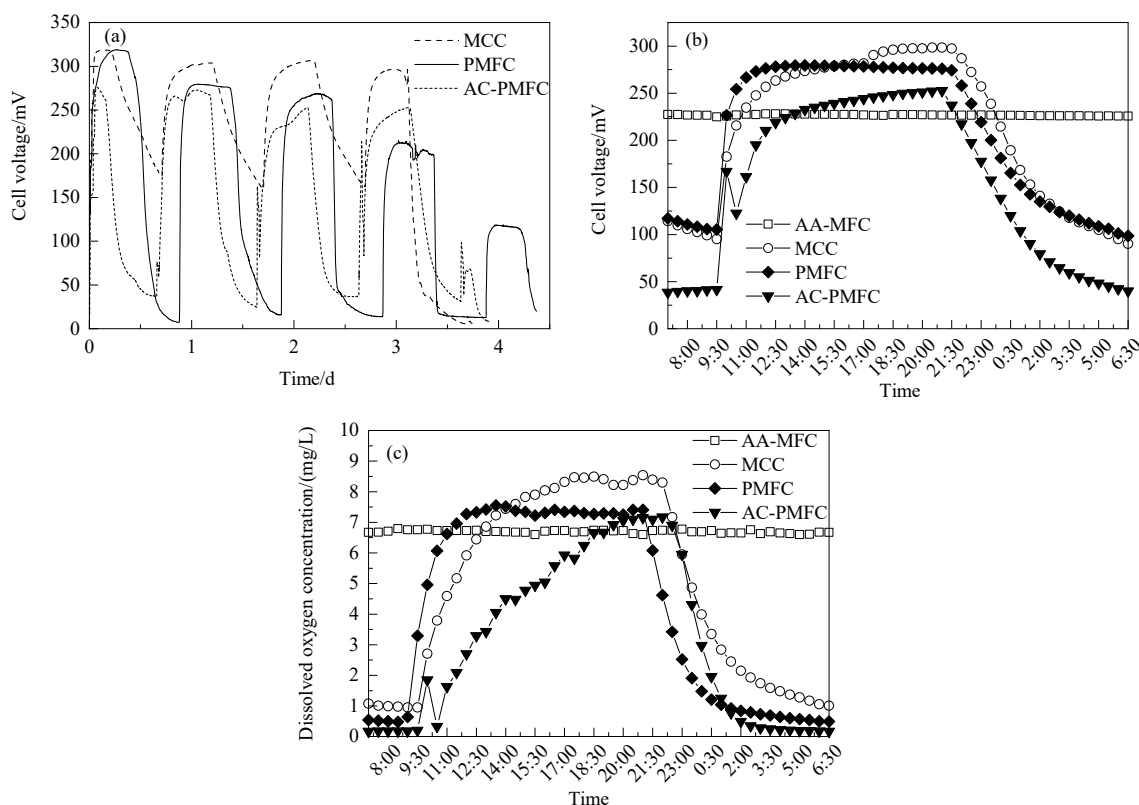 (a)
MCC
PMFC
AC-PMFC
350
300
250
200
150
100
50
0
Cell voltage/mV
0 1 2 3 4
Time/d
(b)
300
250
200
150
100
50
0
Cell voltage/mV
AA-MFC
MCC
PMFC
AC-PMFC
8:00 9:30 11:00 12:30 14:00 15:30 17:00 18:30 20:00 21:30 23:00 0:30 2:00 3:30 5:00 6:30
Time
(c)
AA-MFC
MCC
PMFC
AC-PMFC
10
9
8
7
6
5
4
3
2
1
0
Dissolved oxygen concentration/(mg/L)
8:00 9:30 11:00 12:30 14:00 15:30 17:00 18:30 20:00 21:30 23:00 0:30 2:00 3:30 5:00 6:30
Time